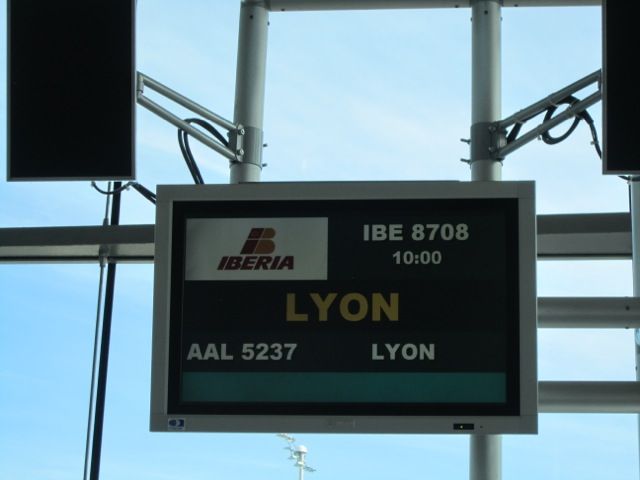 IBERIA
IBE 8708
10:00
LYON
AAL 5237 LYON